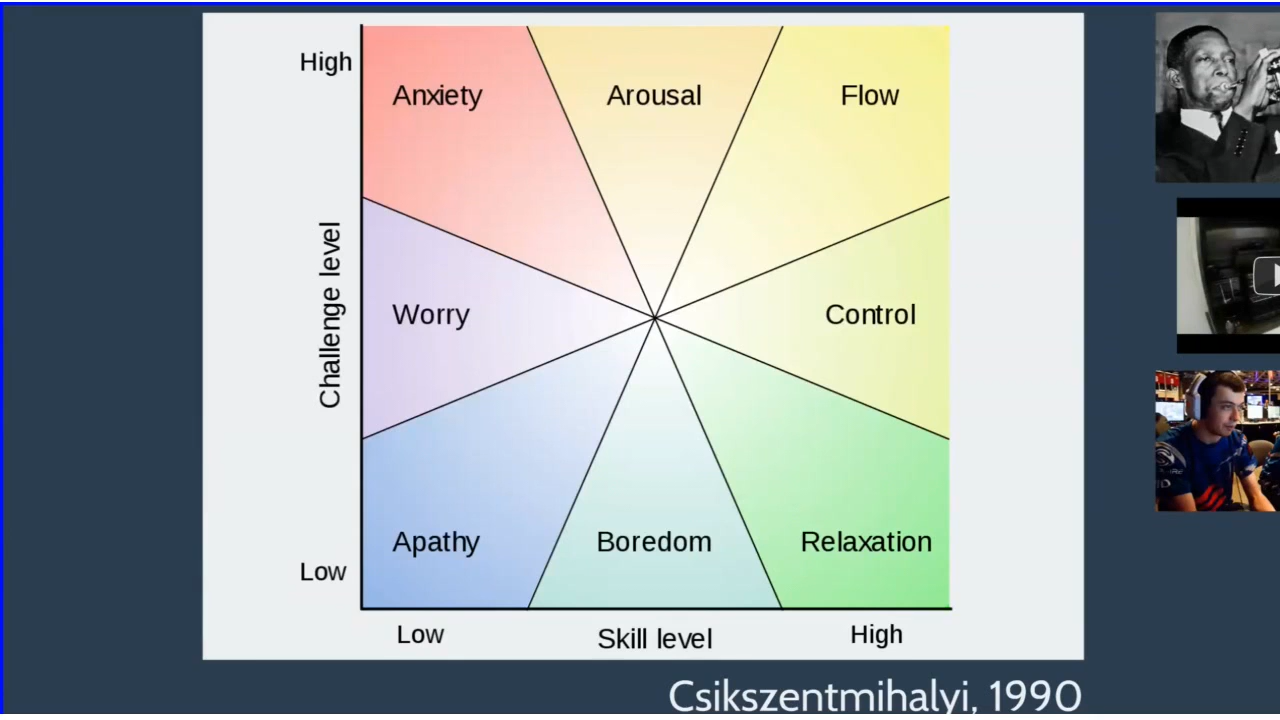 High
Anxiety
Arousal
Flow
Challenge level
Worry
Control
Apathy
Boredom
Relaxation
Low
Low
Skill level
High
Csikszentmihalyi, 1990